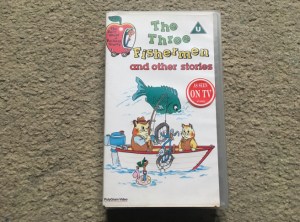 The
Three
Fishermen
and other stories
U
AS SEEN
ON TV